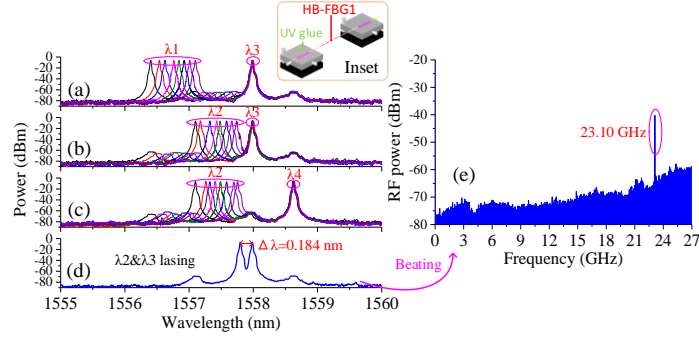 HB-FBG1
UV glue
Inset
λ1
λ3
0
-20
-40
-60
-80
(a)
λ2
λ3
0
-20
-40
-60
-80
(b)
λ2
λ4
0
-20
-40
-60
-80
(c)
0
-20
-40
-60
-80
(d)
λ2&λ3 lasing
Δ λ=0.184 nm
Power (dBm)
1555 1556 1557 1558 1559 1560
Wavelength (nm)
Beating
-20
-30
-40
-50
-60
-70
-80
RF power (dBm)
23.10 GHz
(e)
0 3 6 9 12 15 18 21 24 27
Frequency (GHz)